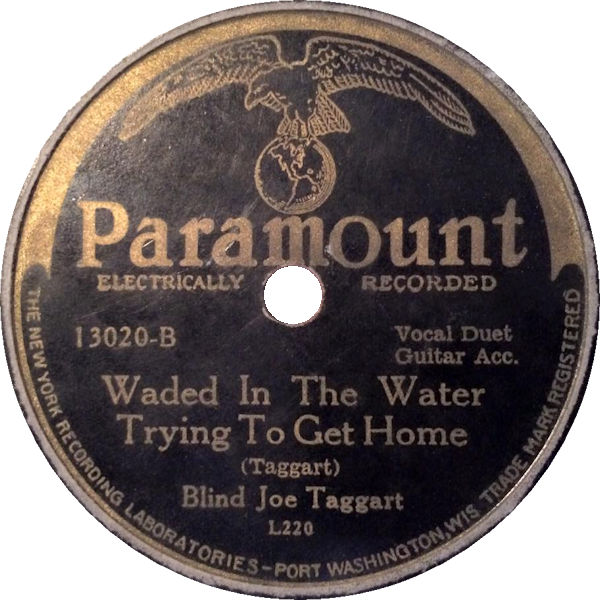 Paramount
ELECTRICALLY RECORDED
13020-B
Vocal Duet
Guitar Acc.
Waded In The Water
Trying To Get Home
(Taggart)
Blind Joe Taggart
L220
THE NEW YORK RECORDING LABORATORIES-PORT WASHINGTON, WIS TRADE MARK REGISTERED